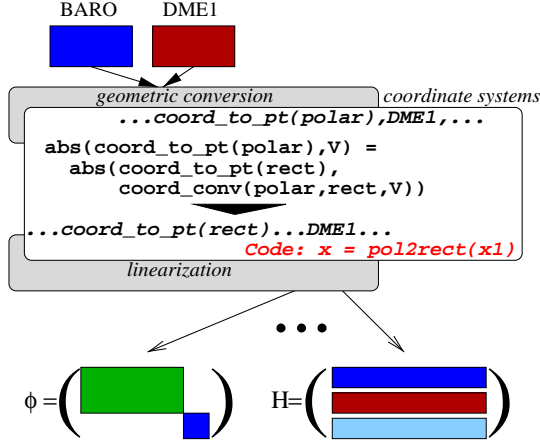 BARO DME1
geometric conversion coordinate systems
...coord_to_pt(polar),DME1,...
abs(coord_to_pt(polar),V) =
abs(coord_to_pt(rect),
coord_conv(polar,rect,V))
...coord_to_pt(rect)...DME1...
Code: x = pol2rect(x1)
linearization
•••
ϕ =( ) H=( )